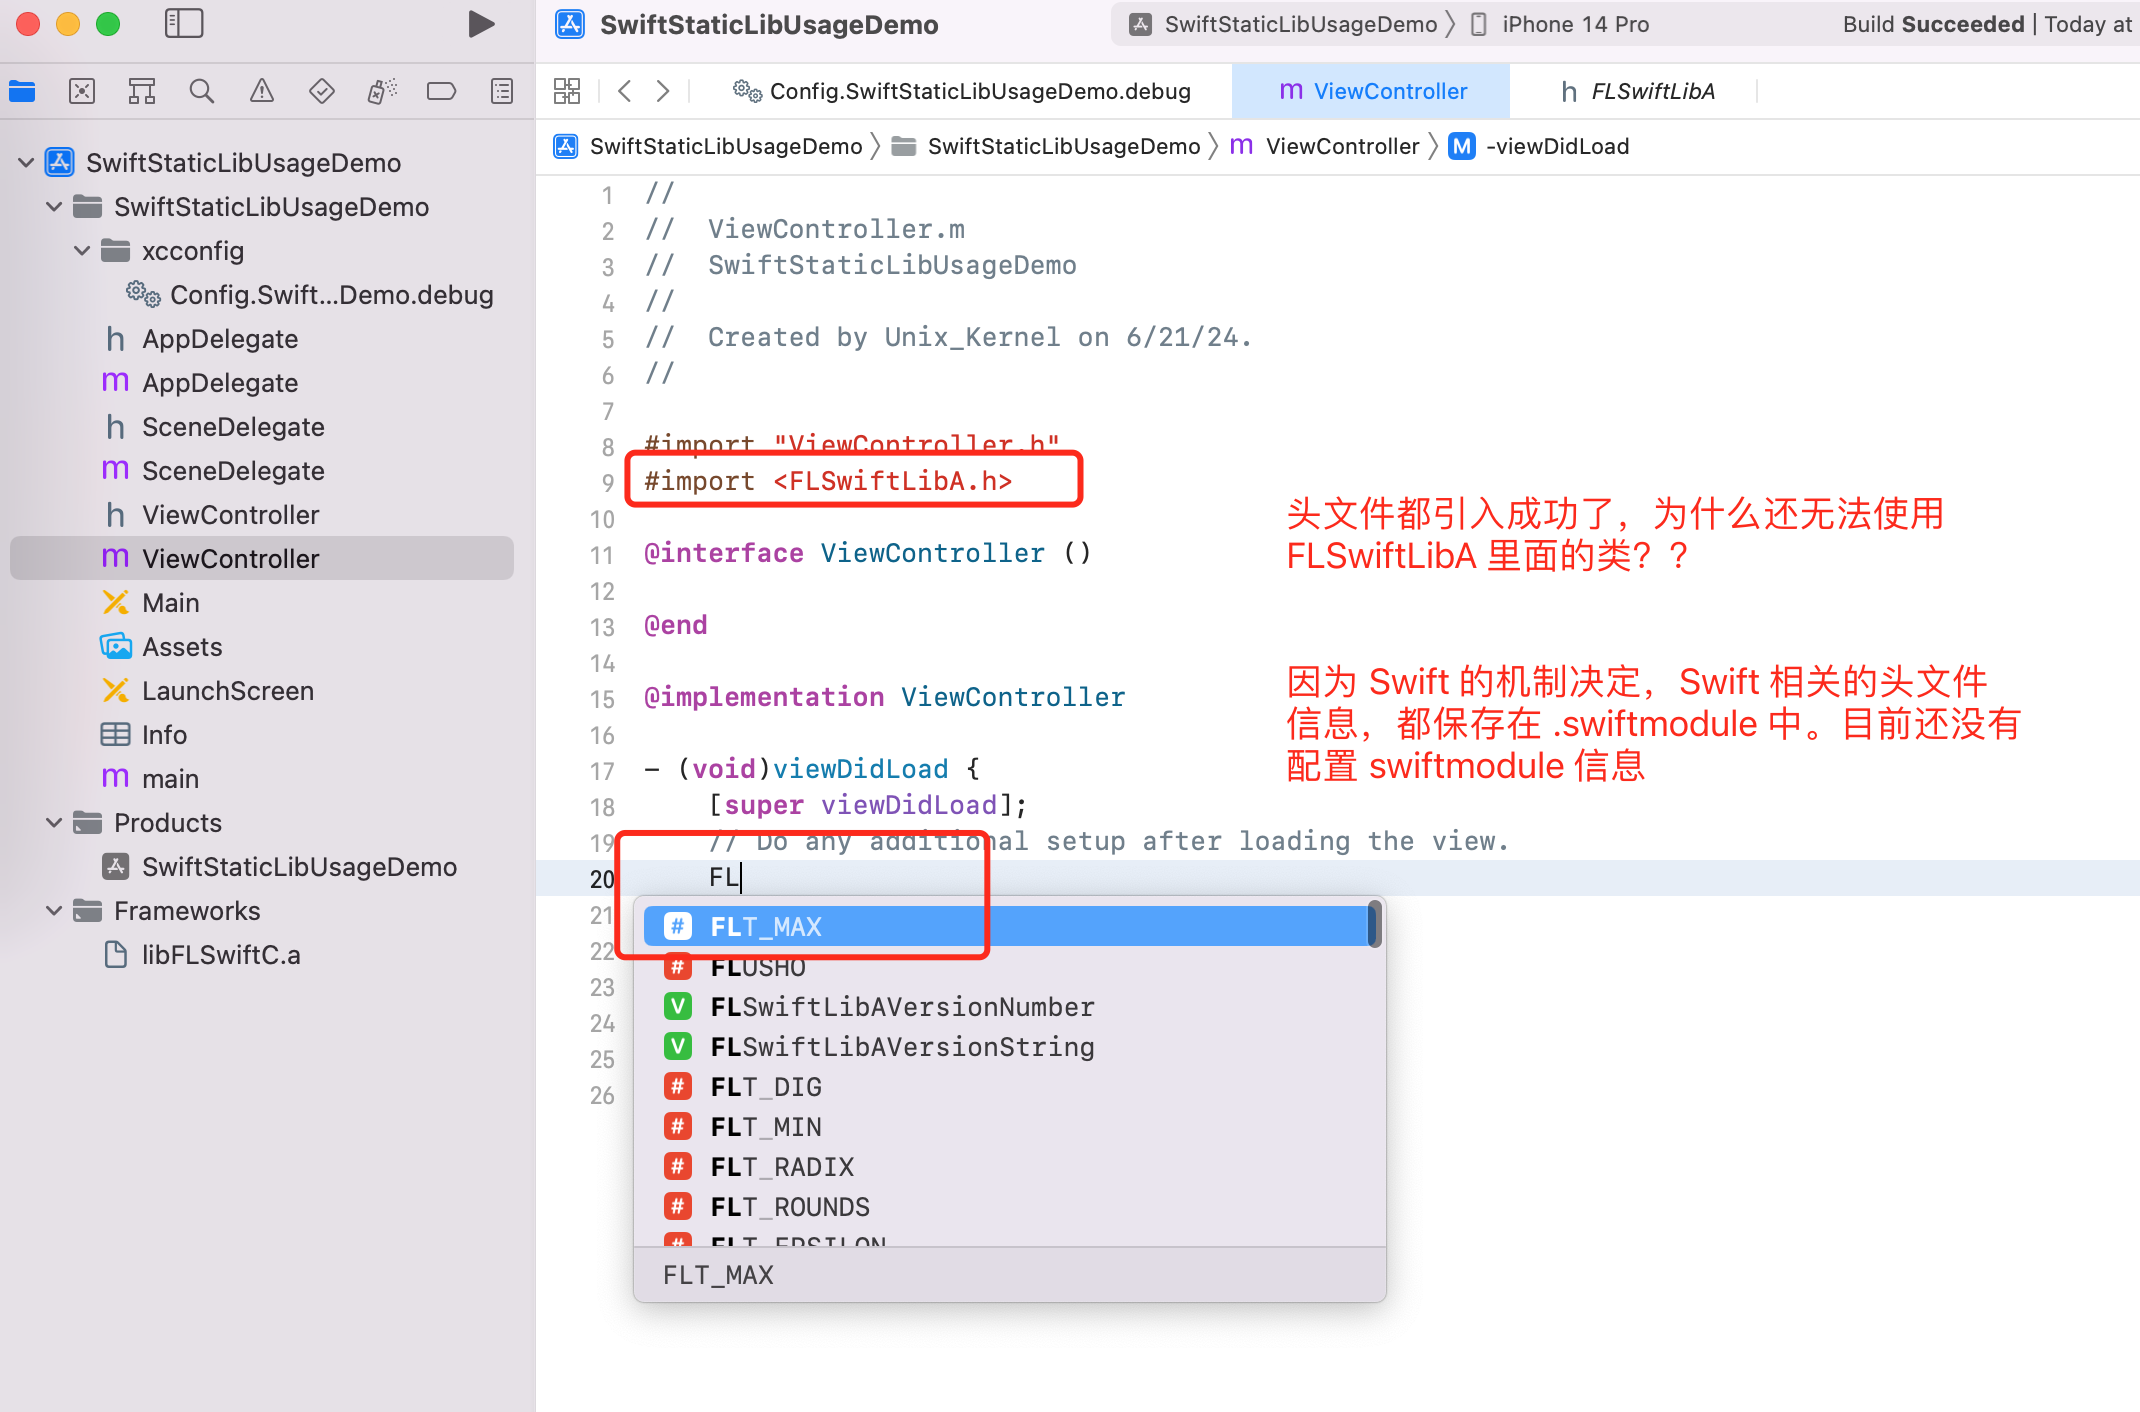 SwiftStaticLibUsageDemo
SwiftStaticLibUsageDemo
iPhone 14 Pro
Build Succeeded | Today at
Config.SwiftStaticLibUsageDemo.debug
m ViewController
h FLSwiftLibA
SwiftStaticLibUsageDemo
SwiftStaticLibUsageDemo
m ViewController
M -viewDidLoad
SwiftStaticLibUsageDemo
SwiftStaticLibUsageDemo
xcconfig
Config.Swift...Demo.debug
h AppDelegate
m AppDelegate
h SceneDelegate
m SceneDelegate
h ViewController
m ViewController
Main
Assets
LaunchScreen
Info
m main
Products
SwiftStaticLibUsageDemo
Frameworks
libFLSwiftC.a
1 //
2 //  ViewController.m
3 //  SwiftStaticLibUsageDemo
4 //
5 //  Created by Unix_Kernel on 6/21/24.
6 //
7
8 #import "ViewController.h"
9 #import <FLSwiftLibA.h>
10
11 @interface ViewController ()
12
13 @end
14
15 @implementation ViewController
16
17 - (void)viewDidLoad {
18     [super viewDidLoad];
19     // Do any additional setup after loading the view.
20     FL
21
22
23
24
25
26
# FLT_MAX
# FLUSHO
V FLSwiftLibAVersionNumber
V FLSwiftLibAVersionString
# FLT_DIG
# FLT_MIN
# FLT_RADIX
# FLT_ROUNDS
# FLT_EPSILON
FLT_MAX
头文件都引入成功了，为什么还无法使用
FLSwiftLibA 里面的类？？
因为 Swift 的机制决定，Swift 相关的头文件
信息，都保存在 .swiftmodule 中。目前还没有
配置 swiftmodule 信息